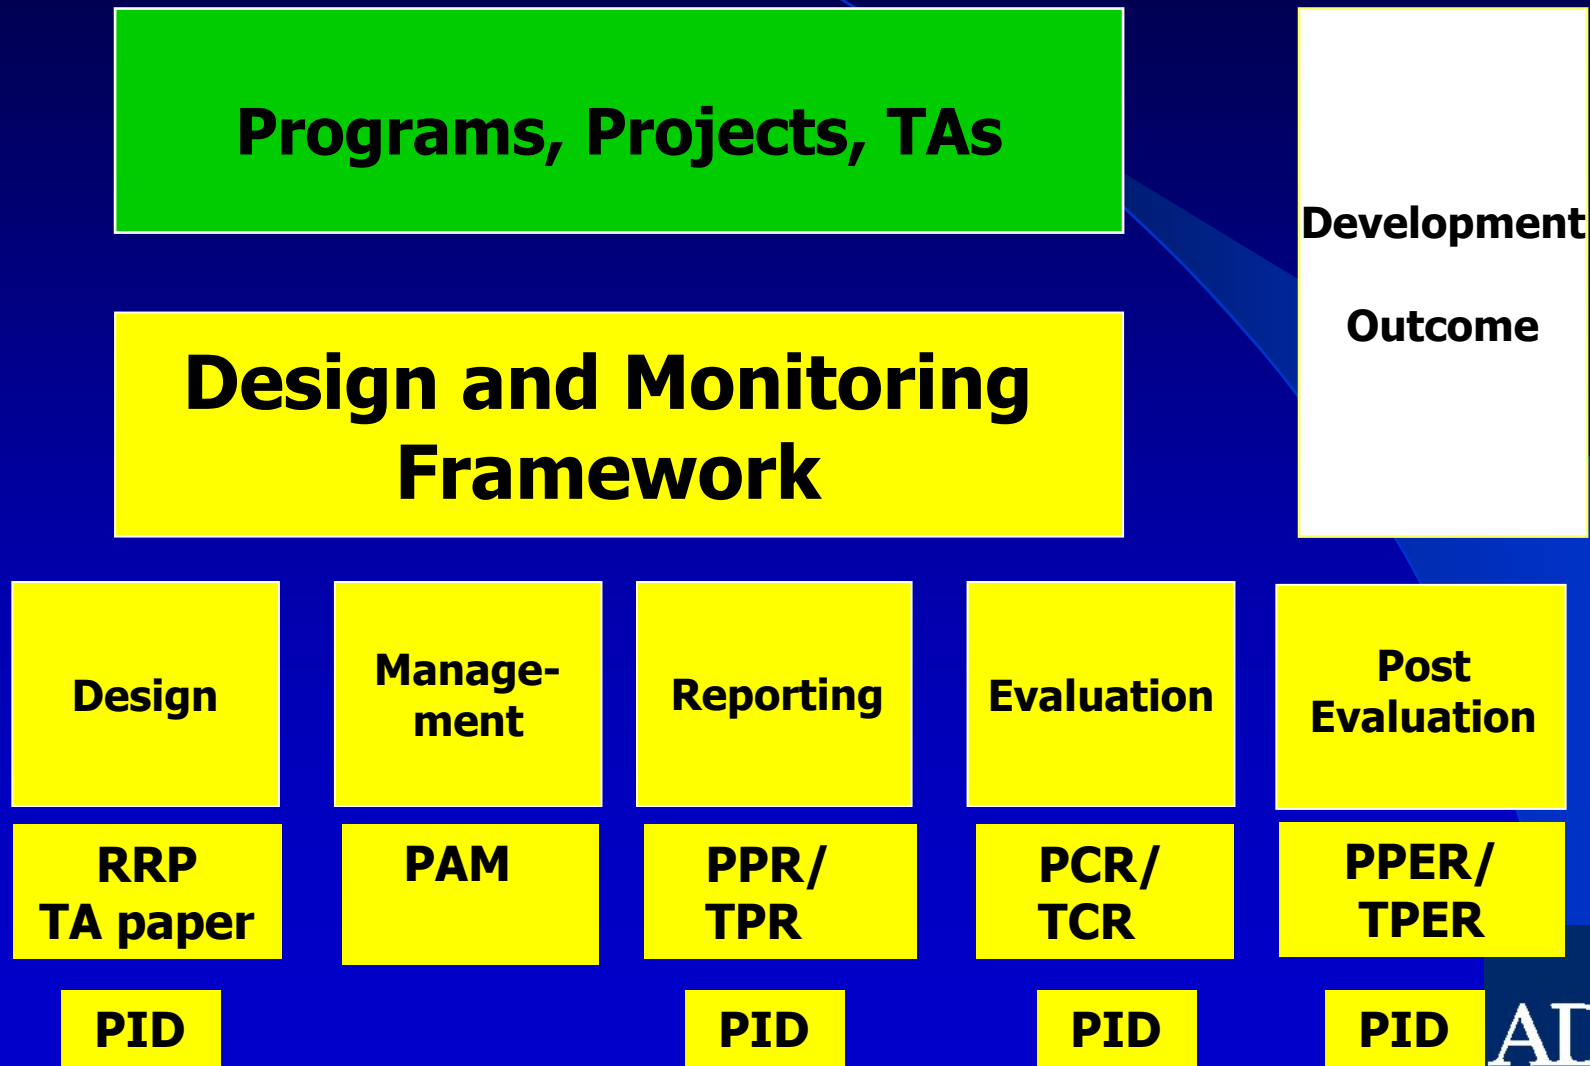 Programs, Projects, TAs
Development
Outcome
Design and Monitoring
Framework
Design
Manage-
ment
Reporting
Evaluation
Post
Evaluation
RRP
TA paper
PAM
PPR/
TPR
PCR/
TCR
PPER/
TPER
PID
PID
PID
PID